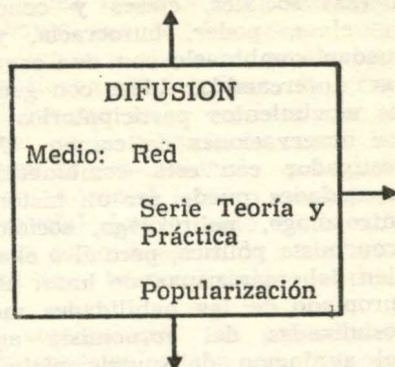 DIFUSION
Medio: Red
Serie Teoría y
Práctica
Popularización